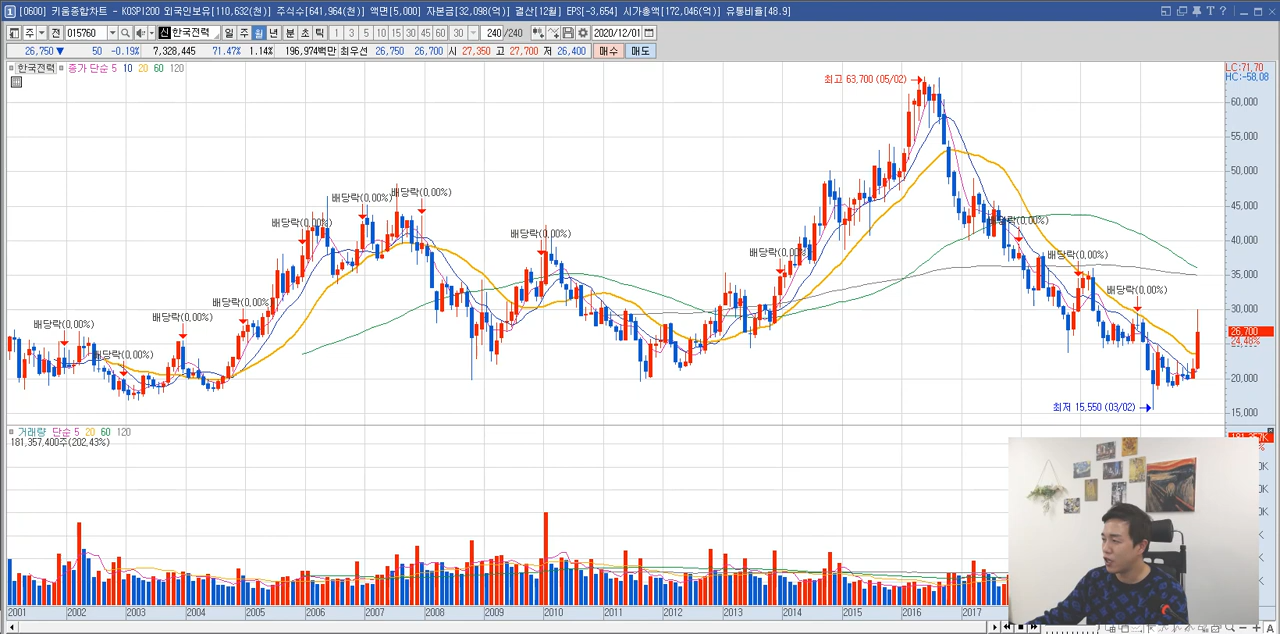 [0600] 키움종합차트 - KOSPI200 외국인보유[110,632(천)] 주식수[641,964(천)] 액면[5,000] 자본금[32,098(억)] 결산[12월] EPS[-3,654] 시가총액[172,046(억)] 유통비율[48.9]
주 전 015760 신 한국전력 일 주 월 년 분 초 틱 1 3 5 10 15 30 45 60 30 240 /240 2020/12/01
26,750 ▼ 50 -0.19% 7,328,445 71.47% 1.14% 196,974백만 최우선 26,750 26,700 시 27,350 고 27,700 저 26,400 매수 매도
한국전력 종가 단순 5 10 20 60 120
LC:71.70
HC:-58.08
최고 63,700 (05/02)
60,000
55,000
50,000
배당락(0.00%) 배당락(0.00%)
45,000
배당락(0.00%) 배당락(0.00%)
배당락(0.00%)
40,000
배당락(0.00%) 배당락(0.00%)
35,000
배당락(0.00%)
배당락(0.00%)
30,000
배당락(0.00%)
배당락(0.00%)
26,700
24.48%
배당락(0.00%)
20,000
최저 15,550 (03/02)
15,000
거래량 단순 5 20 60 120
181,357,400주(202.43%)
2001 2002 2003 2004 2005 2006 2007 2008 2009 2010 2011 2012 2013 2014 2015 2016 2017